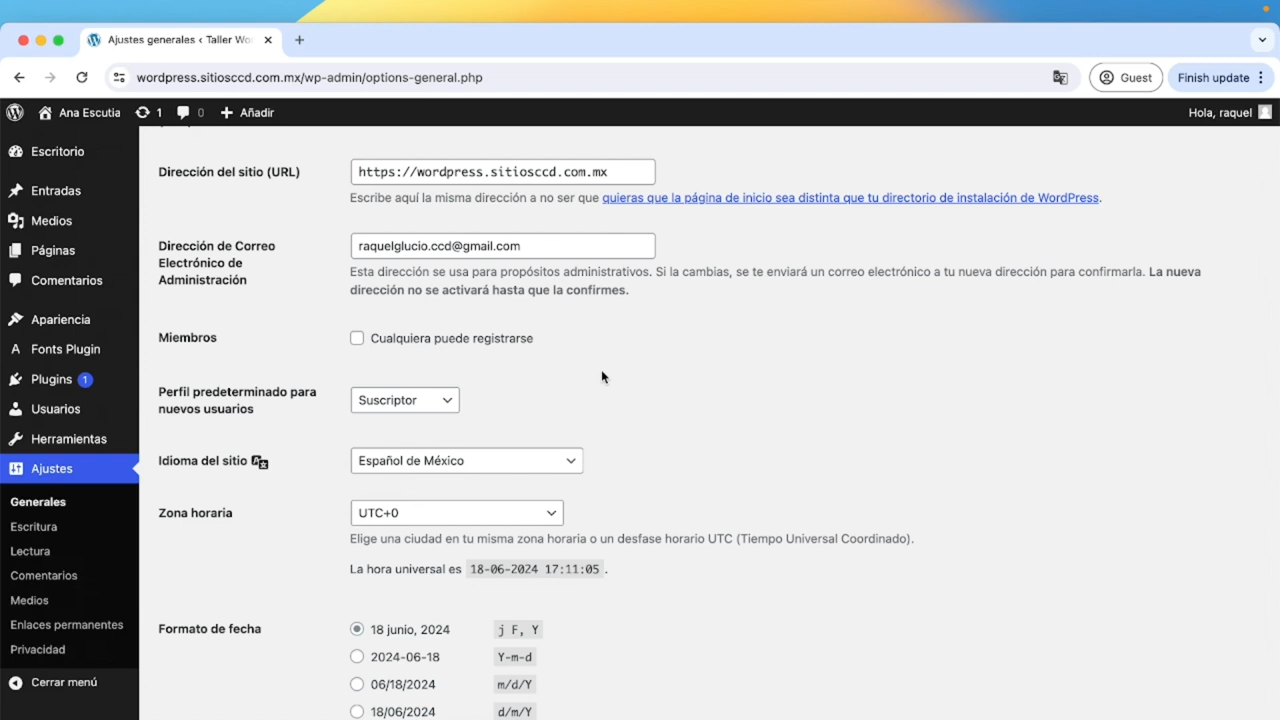 Ajustes generales ‹ Taller Wo
wordpress.sitiosccd.com.mx/wp-admin/options-general.php
Guest
Finish update
Ana Escutia
1
0
Añadir
Hola, raquel
Escritorio
Entradas
Medios
Páginas
Comentarios
Apariencia
Fonts Plugin
Plugins 1
Usuarios
Herramientas
Ajustes
Generales
Escritura
Lectura
Comentarios
Medios
Enlaces permanentes
Privacidad
Cerrar menú
Dirección del sitio (URL)
https://wordpress.sitiosccd.com.mx
Escribe aquí la misma dirección a no ser que quieras que la página de inicio sea distinta que tu directorio de instalación de WordPress.
Dirección de Correo
Electrónico de
Administración
raquelglucio.ccd@gmail.com
Esta dirección se usa para propósitos administrativos. Si la cambias, se te enviará un correo electrónico a tu nueva dirección para confirmarla. La nueva
dirección no se activará hasta que la confirmes.
Miembros
Cualquiera puede registrarse
Perfil predeterminado para
nuevos usuarios
Suscriptor
Idioma del sitio
Español de México
Zona horaria
UTC+0
Elige una ciudad en tu misma zona horaria o un desfase horario UTC (Tiempo Universal Coordinado).
La hora universal es 18-06-2024 17:11:05 .
Formato de fecha
18 junio, 2024 j F, Y
2024-06-18 Y-m-d
06/18/2024 m/d/Y
18/06/2024 d/m/Y